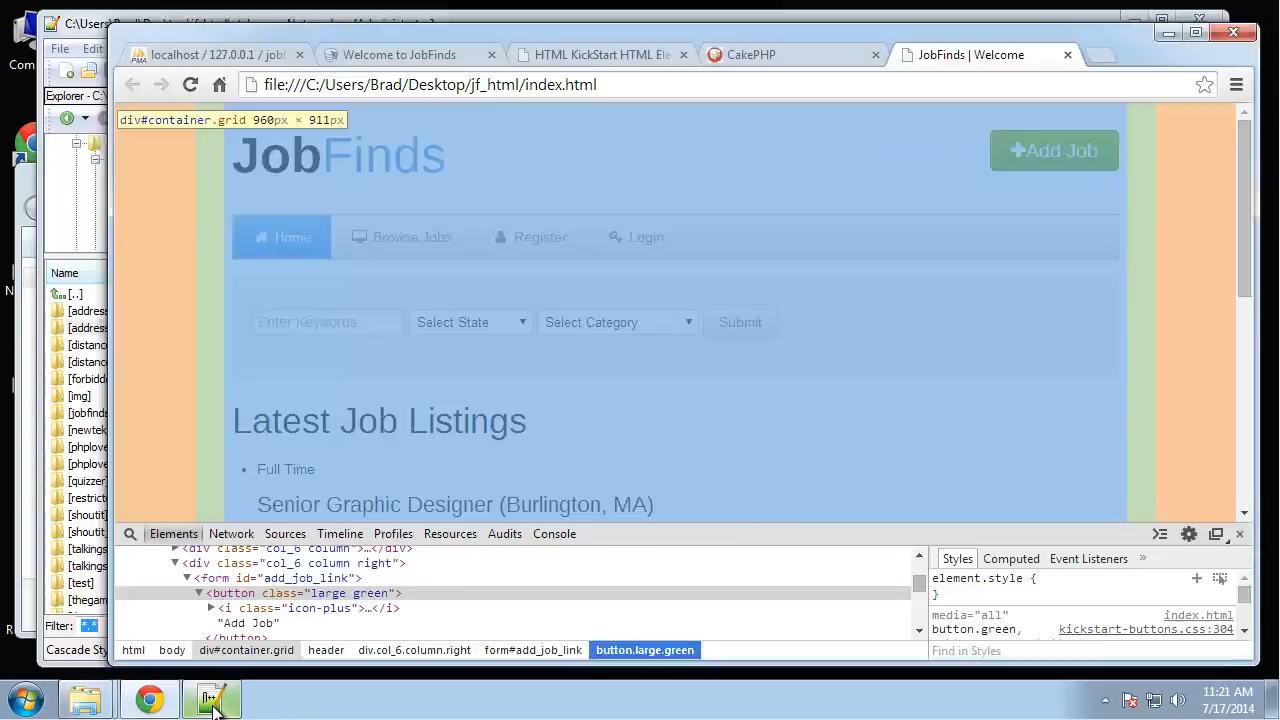 Com
C:\Users\
File Edit
Explorer - C:\
Name
[..]
[address
[address
[distanc
[distanc
[forbidd
[img]
[jobfinds
[newtek
[phplove
[phplove
[quizzer]
[restrict
[shoutit]
[shoutit_
[talkings
[talkings
[test]
[thegam
Filter: *.*
Cascade Sty
localhost / 127.0.0.1 / jobf
Welcome to JobFinds
HTML KickStart HTML Ele
CakePHP
JobFinds | Welcome
file:///C:/Users/Brad/Desktop/jf_html/index.html
div#container.grid 960px × 911px
JobFinds
Add Job
Home
Browse Jobs
Register
Login
Enter Keywords.
Select State
Select Category
Submit
Latest Job Listings
• Full Time
Senior Graphic Designer (Burlington, MA)
Elements Network Sources Timeline Profiles Resources Audits Console
<div class="col_6 column">…</div>
<div class="col_6 column right">
<form id="add_job_link">
<button class="large green">
<i class="icon-plus">…</i>
"Add Job"
</button>
html body div#container.grid header div.col_6.column.right form#add_job_link button.large.green
Styles Computed Event Listeners »
element.style {
}
media="all" index.html
button.green, kickstart-buttons.css:304
Find in Styles
11:21 AM
7/17/2014